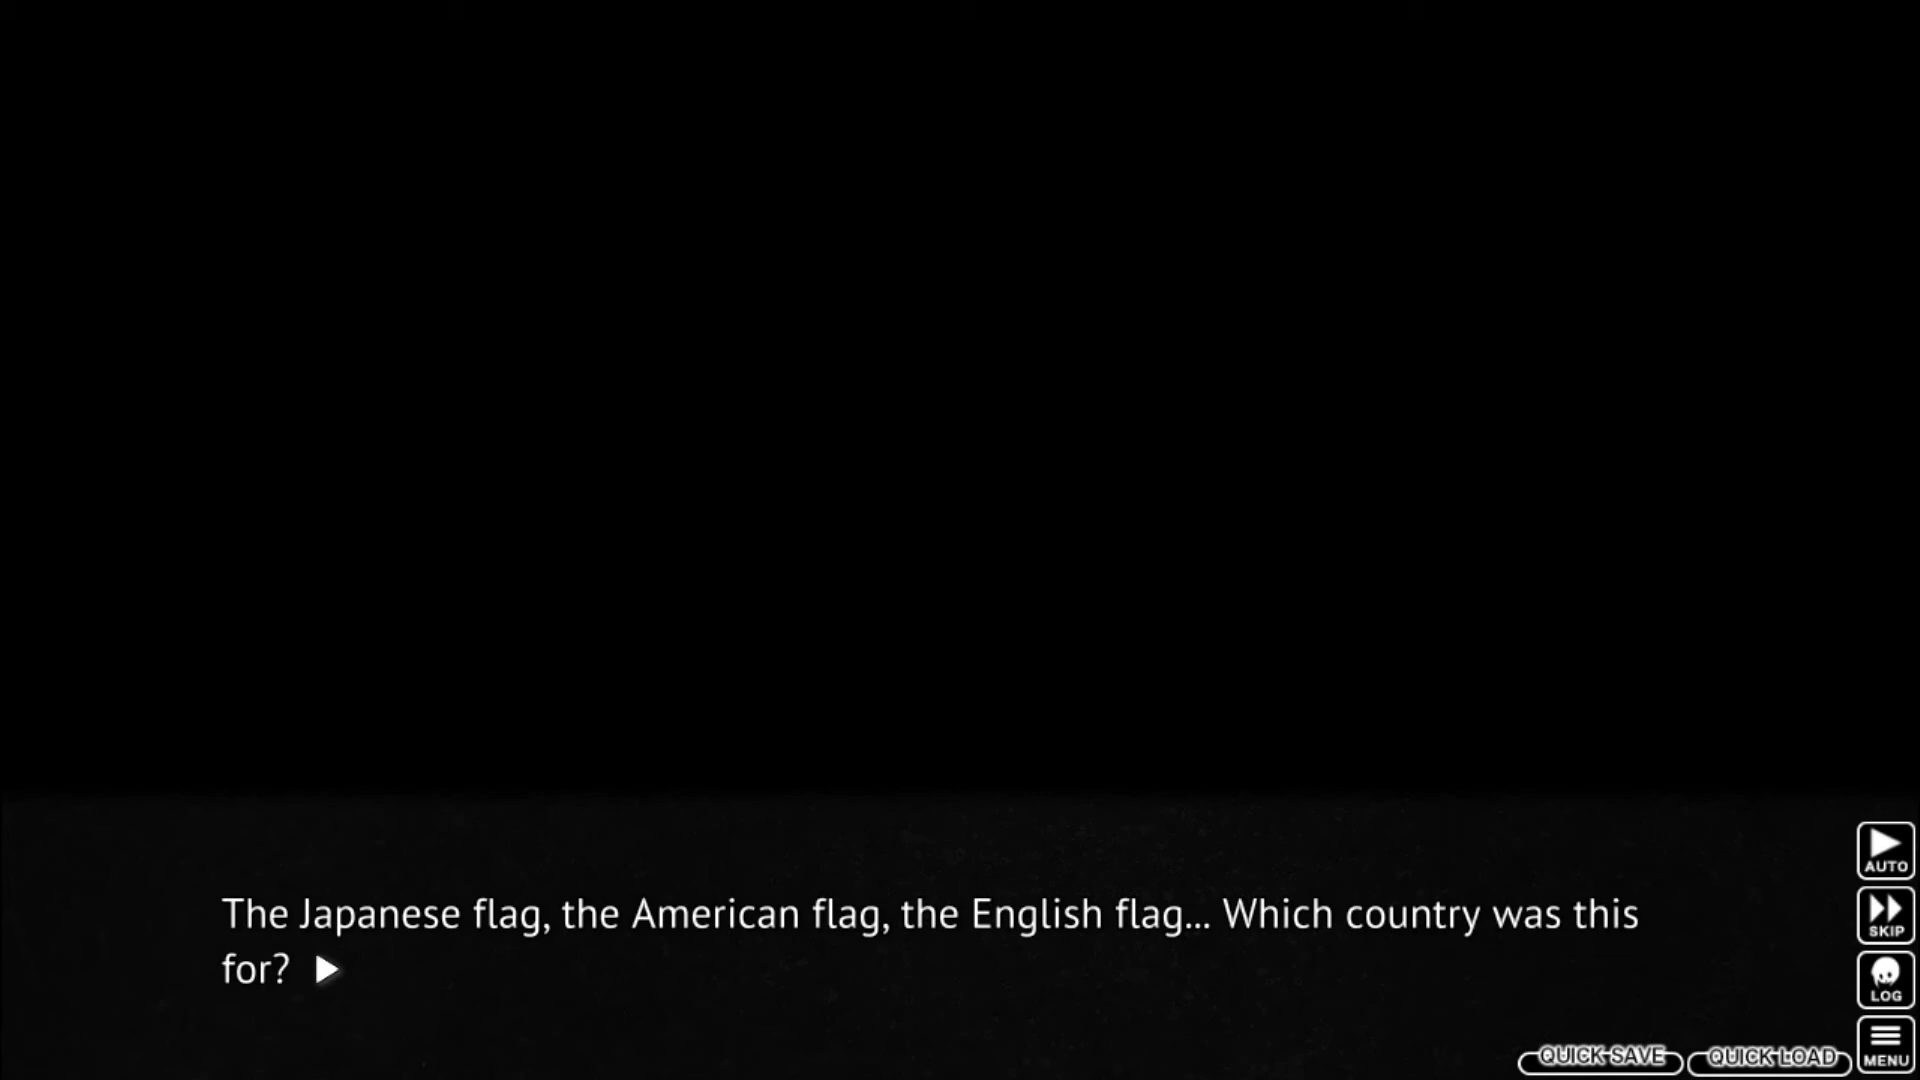 The Japanese flag, the American flag, the English flag... Which country was this
for?
AUTO
SKIP
LOG
MENU
QUICK SAVE
QUICK LOAD